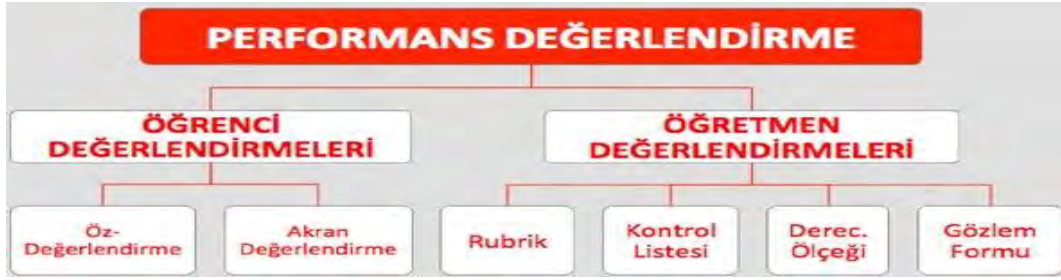 PERFORMANS DEĞERLENDİRME
ÖĞRENCİ
DEĞERLENDİRMELERİ
ÖĞRETMEN
DEĞERLENDİRMELERİ
Öz-
Değerlendirme
Akran
Değerlendirme
Rubrik
Kontrol
Listesi
Derec.
Ölçeği
Gözlem
Formu